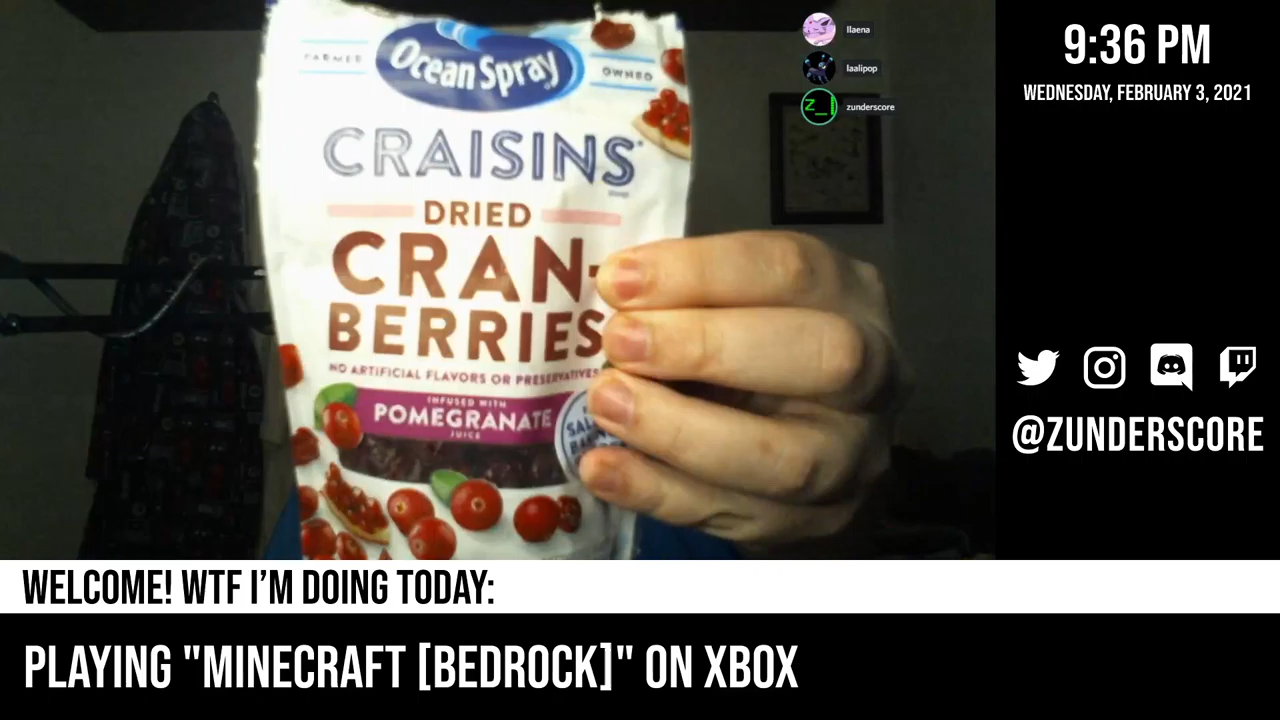 FARMER
Ocean Spray
OWNED
CRAISINS®
DRIED
CRAN-
BERRIES
NO ARTIFICIAL FLAVORS OR PRESERVATIVES
INFUSED WITH
POMEGRANATE
JUICE
llaena
laalipop
zunderscore
Z_
9:36 PM
WEDNESDAY, FEBRUARY 3, 2021
@ZUNDERSCORE
WELCOME! WTF I'M DOING TODAY:
PLAYING "MINECRAFT [BEDROCK]" ON XBOX